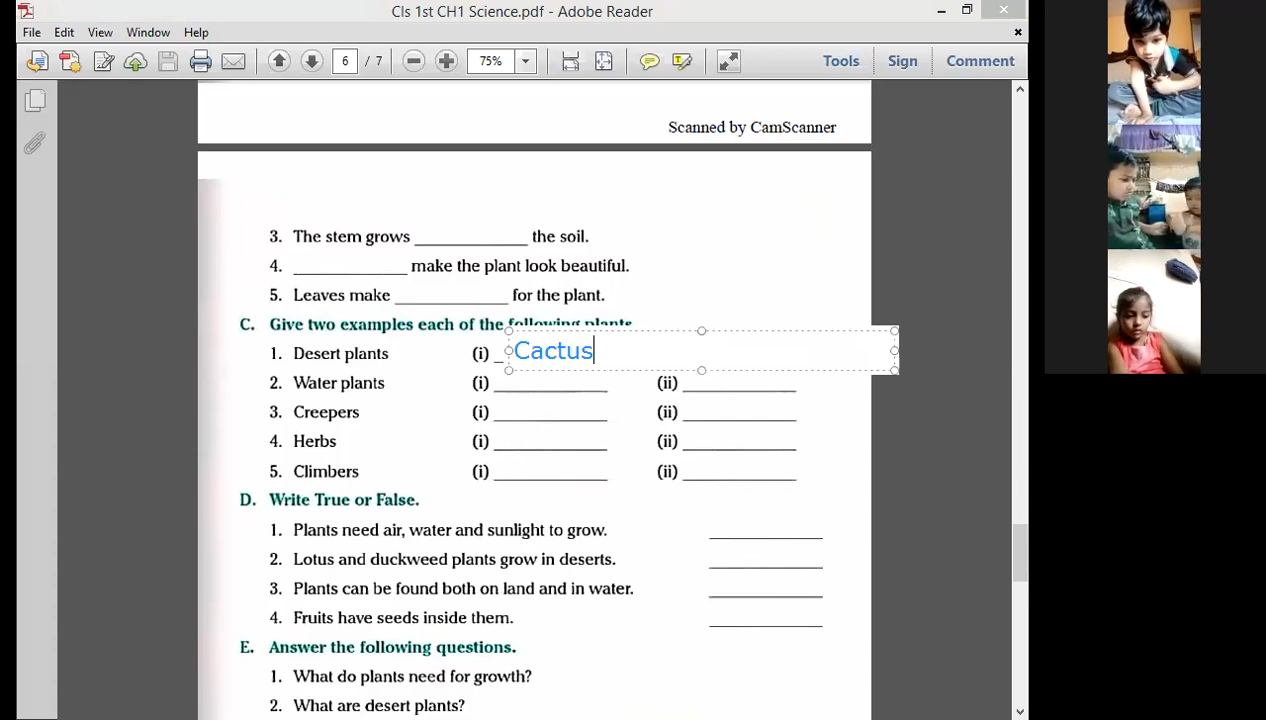 Cls 1st CH1 Science.pdf - Adobe Reader
File Edit View Window Help
6 / 7 75% Tools Sign Comment
Scanned by CamScanner
3. The stem grows ____________ the soil.
4. ____________ make the plant look beautiful.
5. Leaves make ____________ for the plant.
C. Give two examples each of the following plants.
1. Desert plants (i) _ Cactus
2. Water plants (i) ____________ (ii) ____________
3. Creepers (i) ____________ (ii) ____________
4. Herbs (i) ____________ (ii) ____________
5. Climbers (i) ____________ (ii) ____________
D. Write True or False.
1. Plants need air, water and sunlight to grow. ____________
2. Lotus and duckweed plants grow in deserts. ____________
3. Plants can be found both on land and in water. ____________
4. Fruits have seeds inside them. ____________
E. Answer the following questions.
1. What do plants need for growth?
2. What are desert plants?